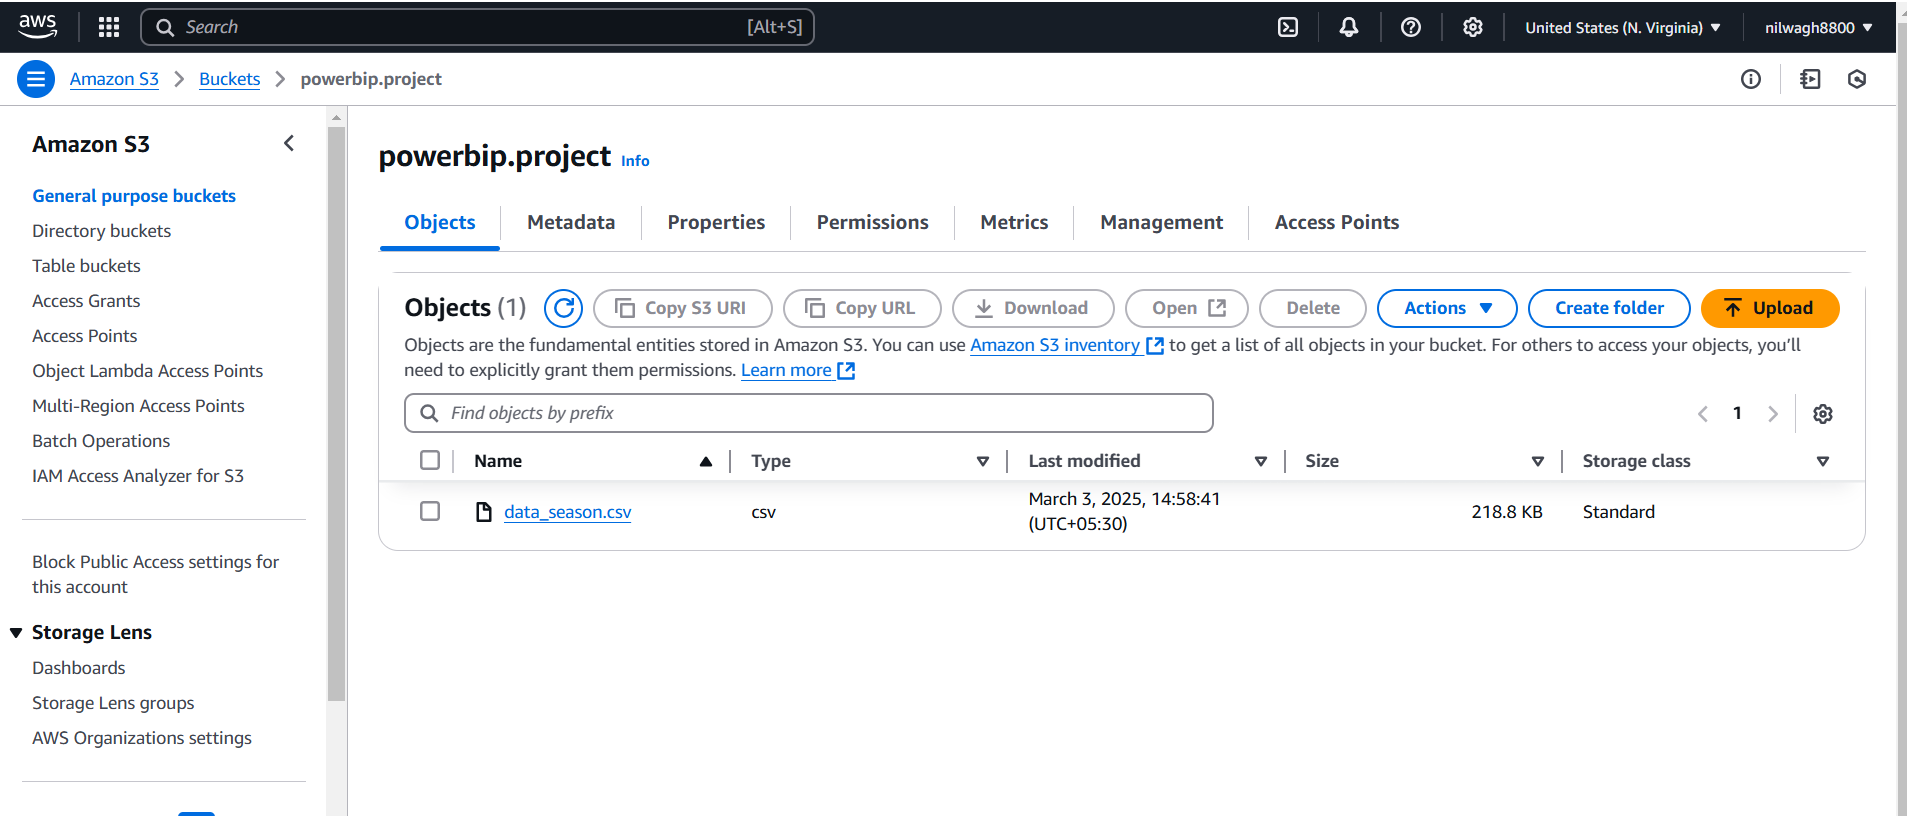 aws
Search
[Alt+S]
United States (N. Virginia)
nilwagh8800
Amazon S3
Buckets
powerbip.project
Amazon S3
General purpose buckets
Directory buckets
Table buckets
Access Grants
Access Points
Object Lambda Access Points
Multi-Region Access Points
Batch Operations
IAM Access Analyzer for S3
Block Public Access settings for
this account
Storage Lens
Dashboards
Storage Lens groups
AWS Organizations settings
powerbip.project
Info
Objects
Metadata
Properties
Permissions
Metrics
Management
Access Points
Objects (1)
Copy S3 URI
Copy URL
Download
Open
Delete
Actions
Create folder
Upload
Objects are the fundamental entities stored in Amazon S3. You can use Amazon S3 inventory to get a list of all objects in your bucket. For others to access your objects, you’ll
need to explicitly grant them permissions. Learn more
Find objects by prefix
1
Name
Type
Last modified
Size
Storage class
data_season.csv
csv
March 3, 2025, 14:58:41
(UTC+05:30)
218.8 KB
Standard